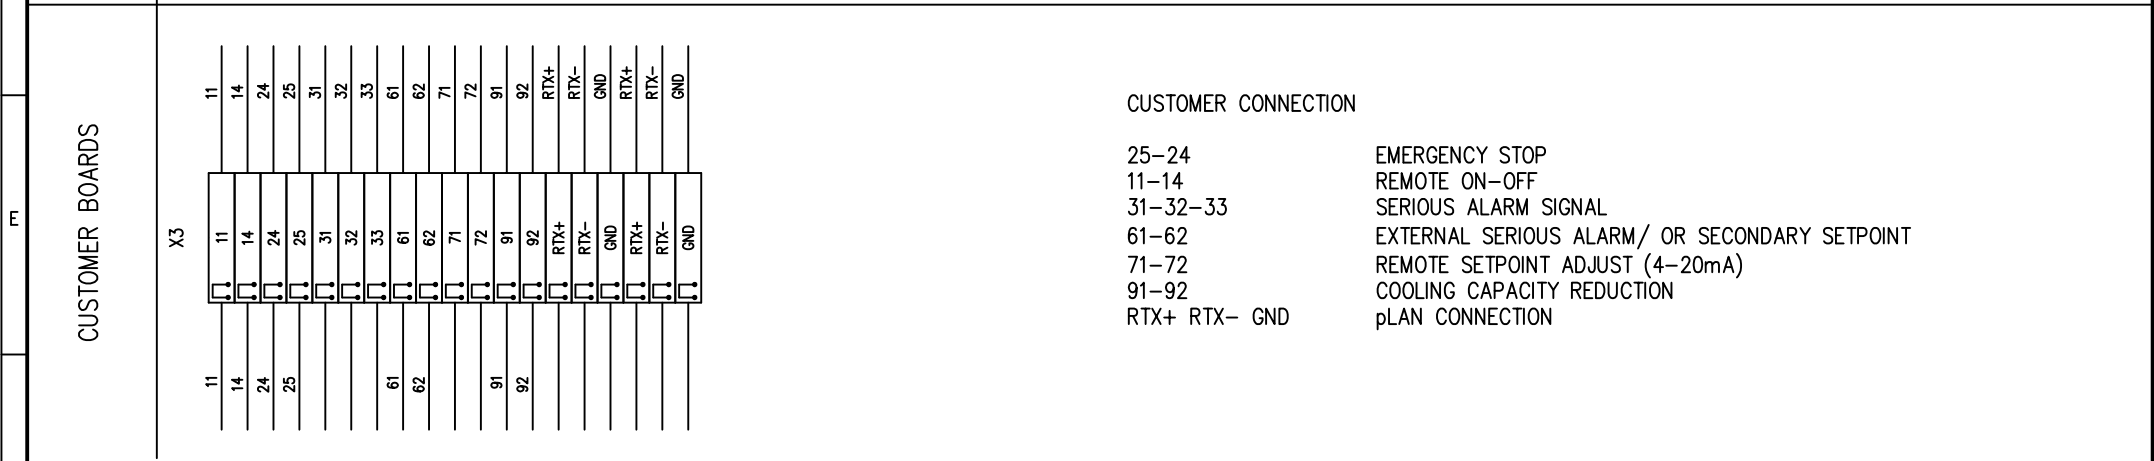 E
CUSTOMER BOARDS
X3
11 14 24 25 31 32 33 61 62 71 72 91 92 RTX+ RTX- GND RTX+ RTX- GND
11 14 24 25 31 32 33 61 62 71 72 91 92 RTX+ RTX- GND RTX+ RTX- GND
11 14 24 25 61 62 91 92
CUSTOMER CONNECTION
25-24 EMERGENCY STOP
11-14 REMOTE ON-OFF
31-32-33 SERIOUS ALARM SIGNAL
61-62 EXTERNAL SERIOUS ALARM/ OR SECONDARY SETPOINT
71-72 REMOTE SETPOINT ADJUST (4-20mA)
91-92 COOLING CAPACITY REDUCTION
RTX+ RTX- GND pLAN CONNECTION